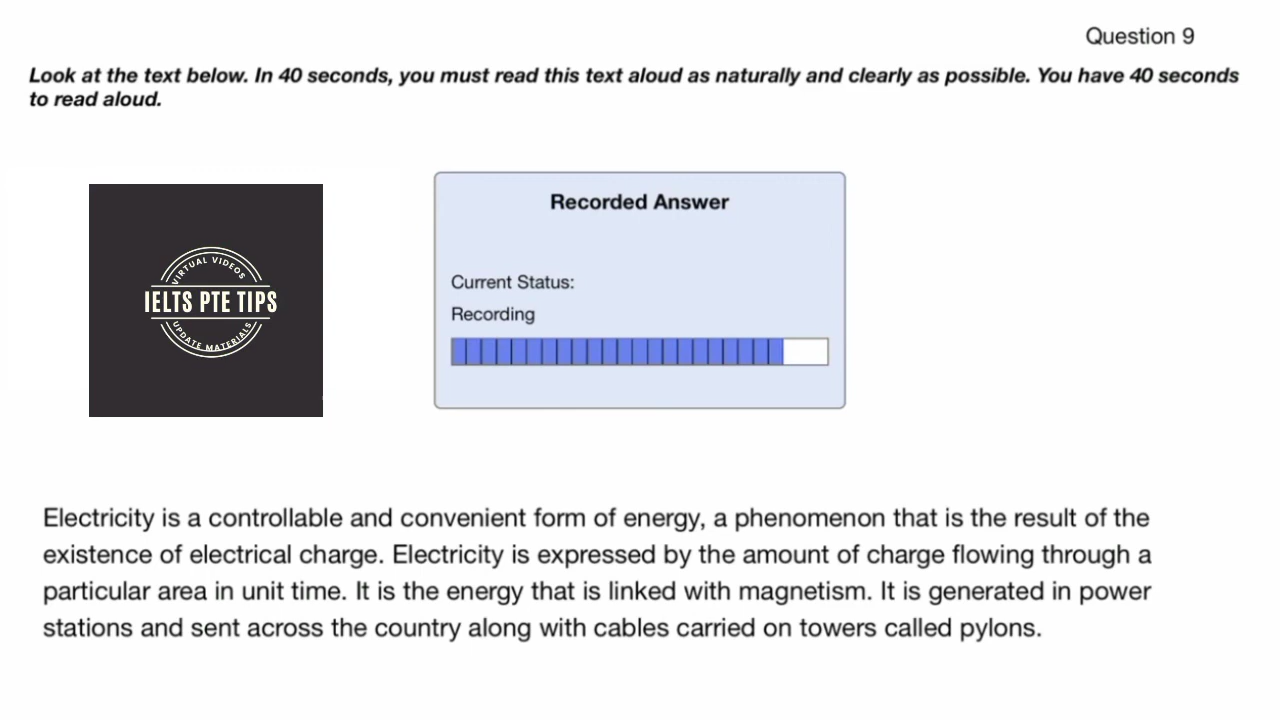 Question 9
Look at the text below. In 40 seconds, you must read this text aloud as naturally and clearly as possible. You have 40 seconds
to read aloud.
Recorded Answer
VIRTUAL VIDEOS
IELTS PTE TIPS
UPDATE MATERIALS
Current Status:
Recording
Electricity is a controllable and convenient form of energy, a phenomenon that is the result of the
existence of electrical charge. Electricity is expressed by the amount of charge flowing through a
particular area in unit time. It is the energy that is linked with magnetism. It is generated in power
stations and sent across the country along with cables carried on towers called pylons.